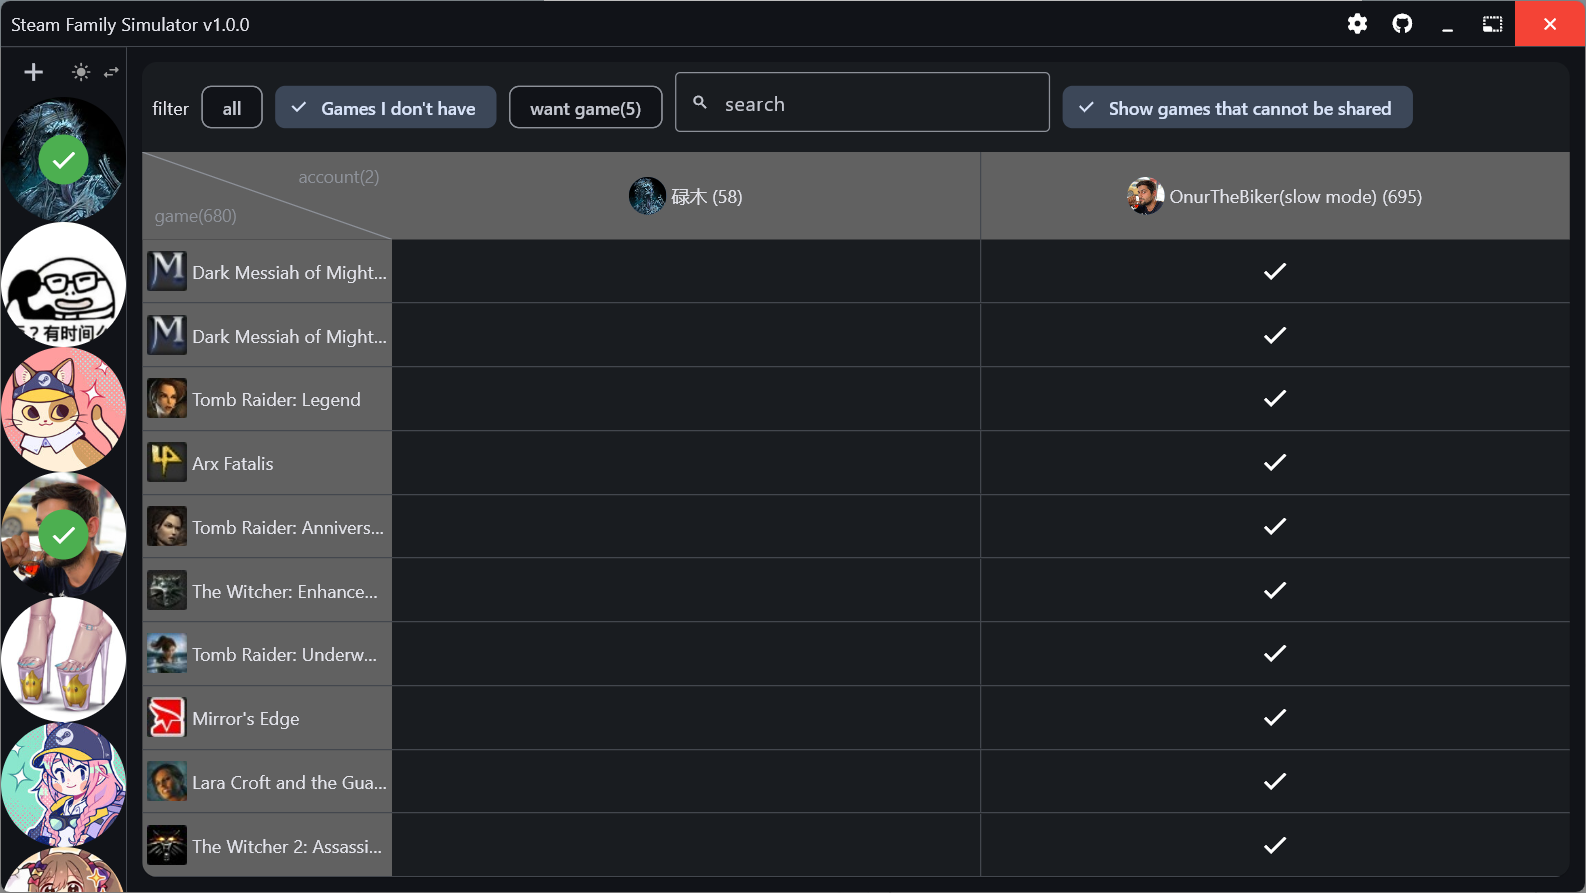 Steam Family Simulator v1.0.0
filter
all
Games I don't have
want game(5)
search
Show games that cannot be shared
account(2)
game(680)
碌木 (58)
OnurTheBiker(slow mode) (695)
Dark Messiah of Might...
Dark Messiah of Might...
Tomb Raider: Legend
Arx Fatalis
Tomb Raider: Annivers...
The Witcher: Enhance...
Tomb Raider: Underw...
Mirror's Edge
Lara Croft and the Gua...
The Witcher 2: Assassi...
？有时间